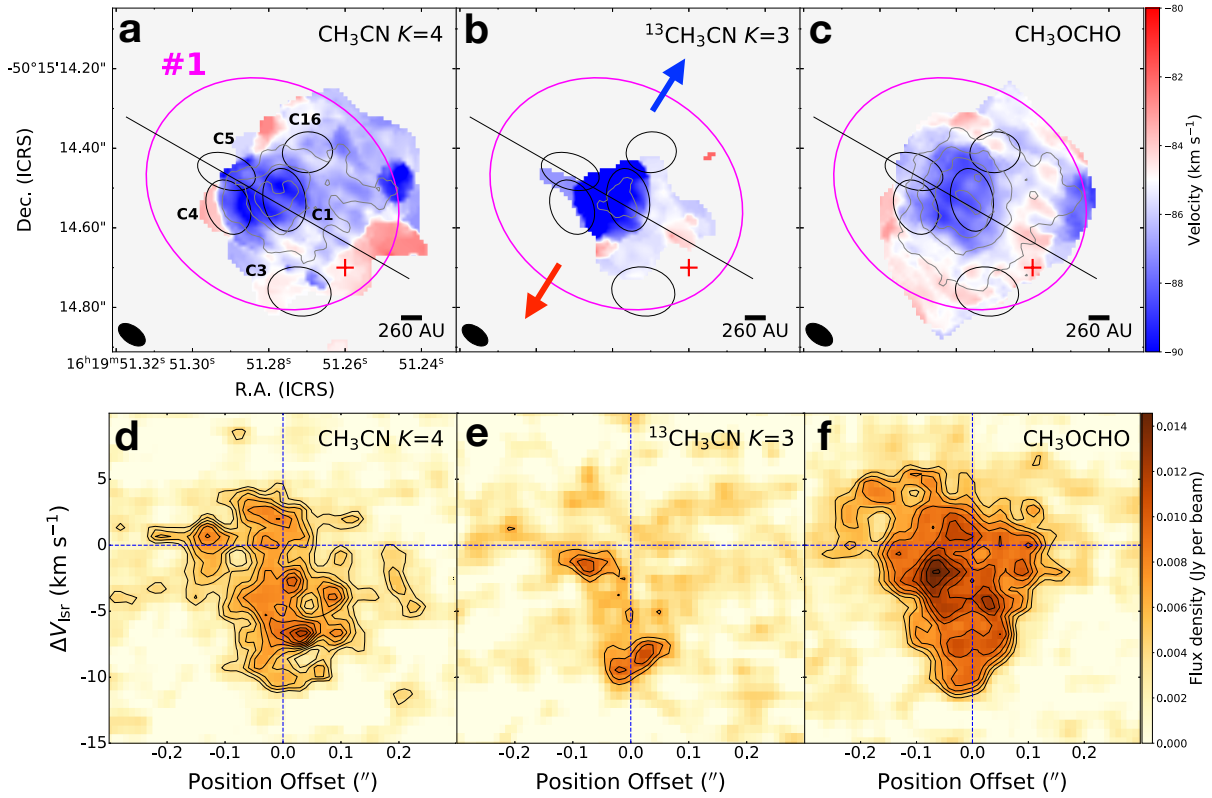 a
CH₃CN K=4
#1
C5
C16
C4
C1
C3
260 AU
b
¹³CH₃CN K=3
260 AU
c
CH₃OCHO
260 AU
-50°15′14.20″
14.40″
14.60″
14.80″
Dec. (ICRS)
16ʰ19ᵐ51.32ˢ 51.30ˢ 51.28ˢ 51.26ˢ 51.24ˢ
R.A. (ICRS)
-80
-82
-84
-86
-88
-90
Velocity (km s⁻¹)
d
CH₃CN K=4
e
¹³CH₃CN K=3
f
CH₃OCHO
5
0
-5
-10
-15
ΔVlsr (km s⁻¹)
-0.2 -0.1 0.0 0.1 0.2
Position Offset (″)
-0.2 -0.1 0.0 0.1 0.2
Position Offset (″)
-0.2 -0.1 0.0 0.1 0.2
Position Offset (″)
0.014
0.012
0.010
0.008
0.006
0.004
0.002
0.000
Flux density (Jy per beam)